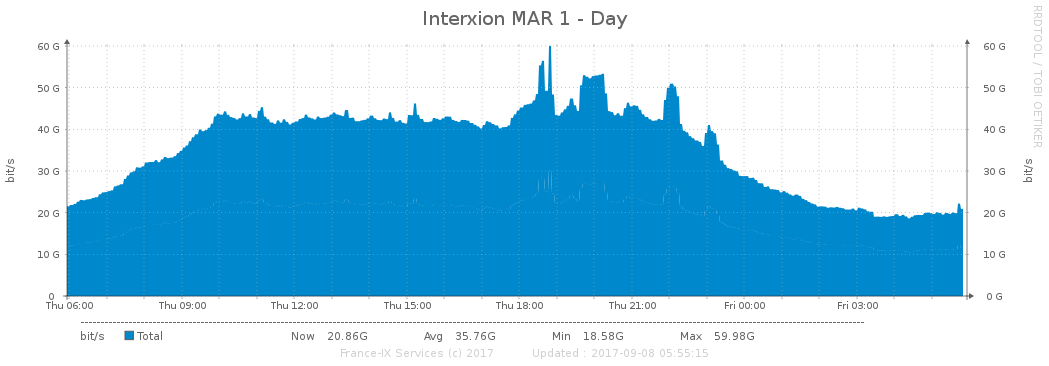 Interxion MAR 1 - Day
RRDTOOL / TOBI OETIKER
60 G 60 G
50 G 50 G
40 G 40 G
30 G 30 G
20 G 20 G
10 G 10 G
0 0 G
bit/s bit/s
Thu 06:00 Thu 09:00 Thu 12:00 Thu 15:00 Thu 18:00 Thu 21:00 Fri 00:00 Fri 03:00
bit/s Total Now 20.86G Avg 35.76G Min 18.58G Max 59.98G
France-IX Services (c) 2017 Updated : 2017-09-08 05:55:15